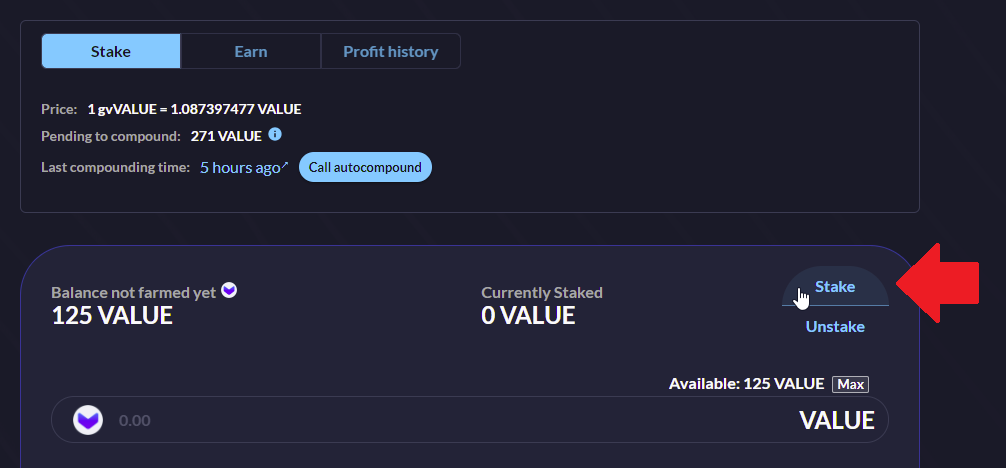 Stake Earn Profit history
Price: 1 gvVALUE = 1.087397477 VALUE
Pending to compound: 271 VALUE i
Last compounding time: 5 hours ago↗ Call autocompound
Balance not farmed yet Currently Staked Stake
125 VALUE 0 VALUE
Unstake
Available: 125 VALUE Max
0.00 VALUE